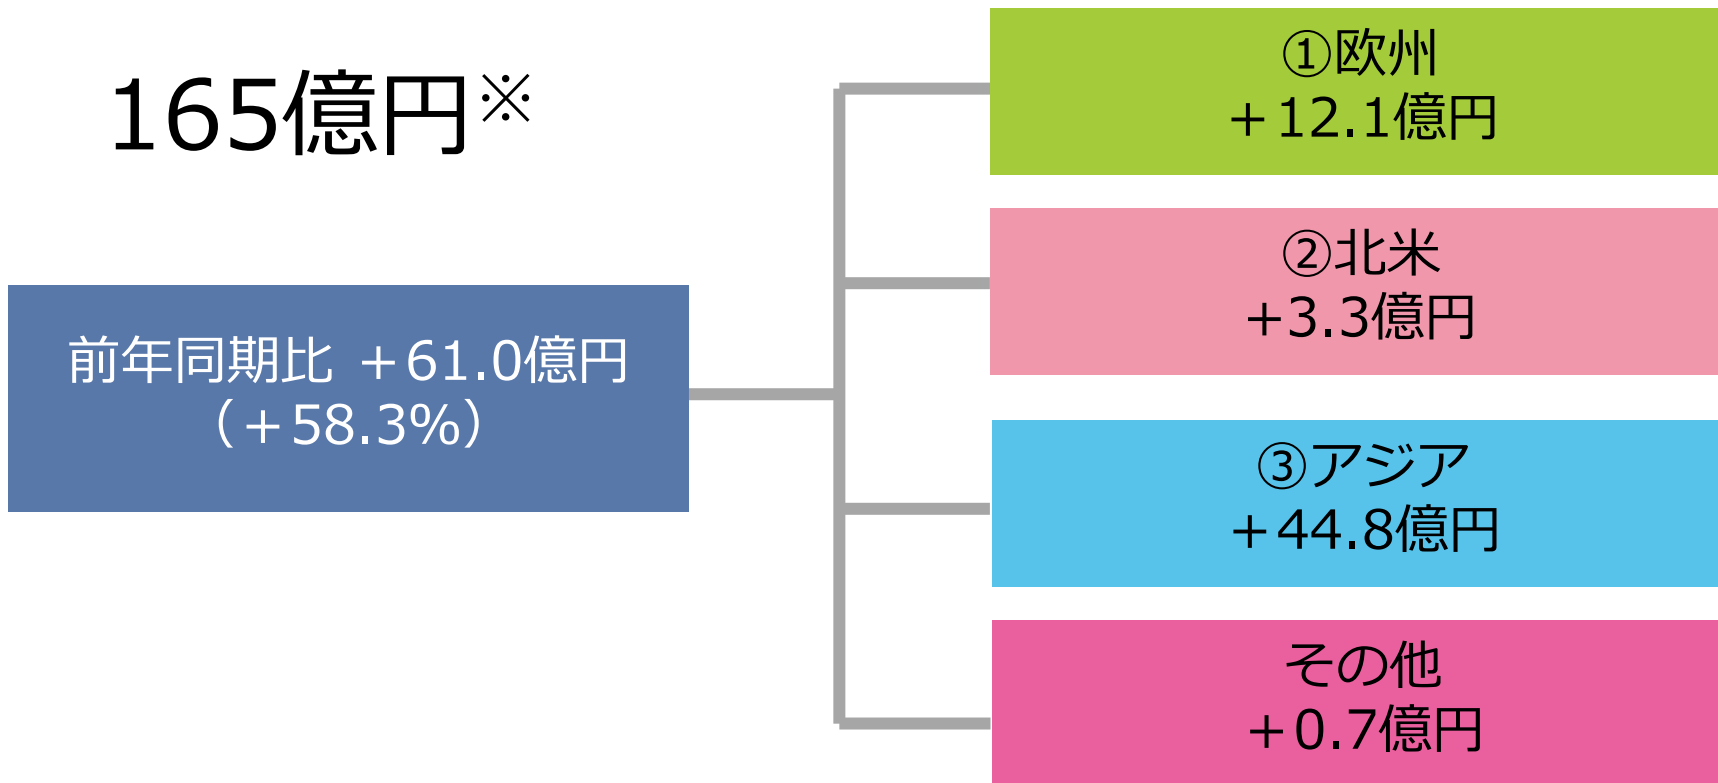 165億円※
前年同期比 +61.0億円
（+58.3%）
①欧州
+12.1億円
②北米
+3.3億円
③アジア
+44.8億円
その他
+0.7億円